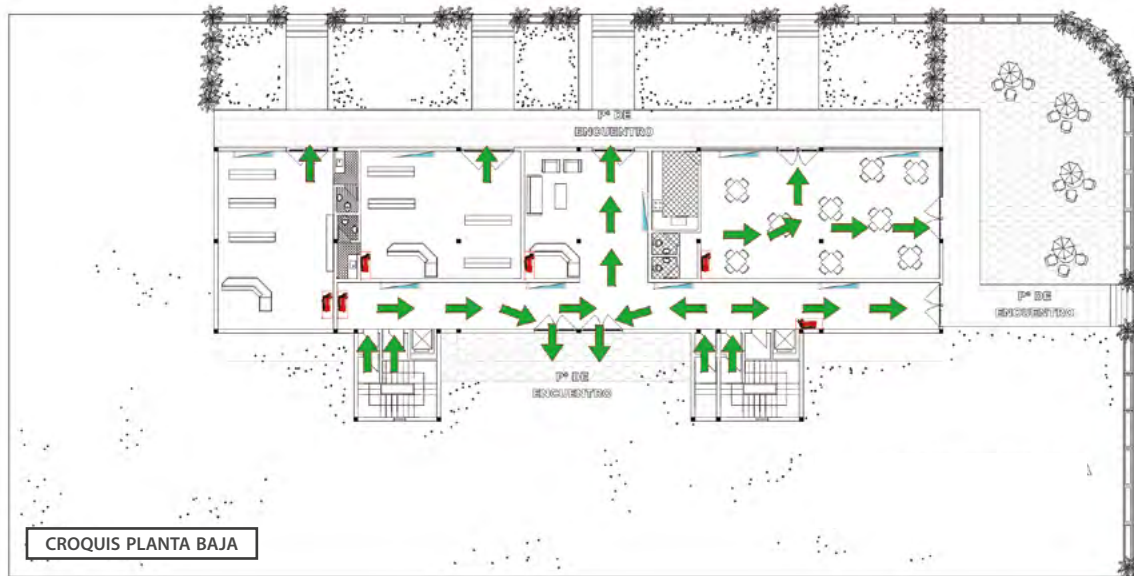 Pº DE
ENCUENTRO
Pº DE
ENCUENTRO
Pº DE
ENCUENTRO
CROQUIS PLANTA BAJA